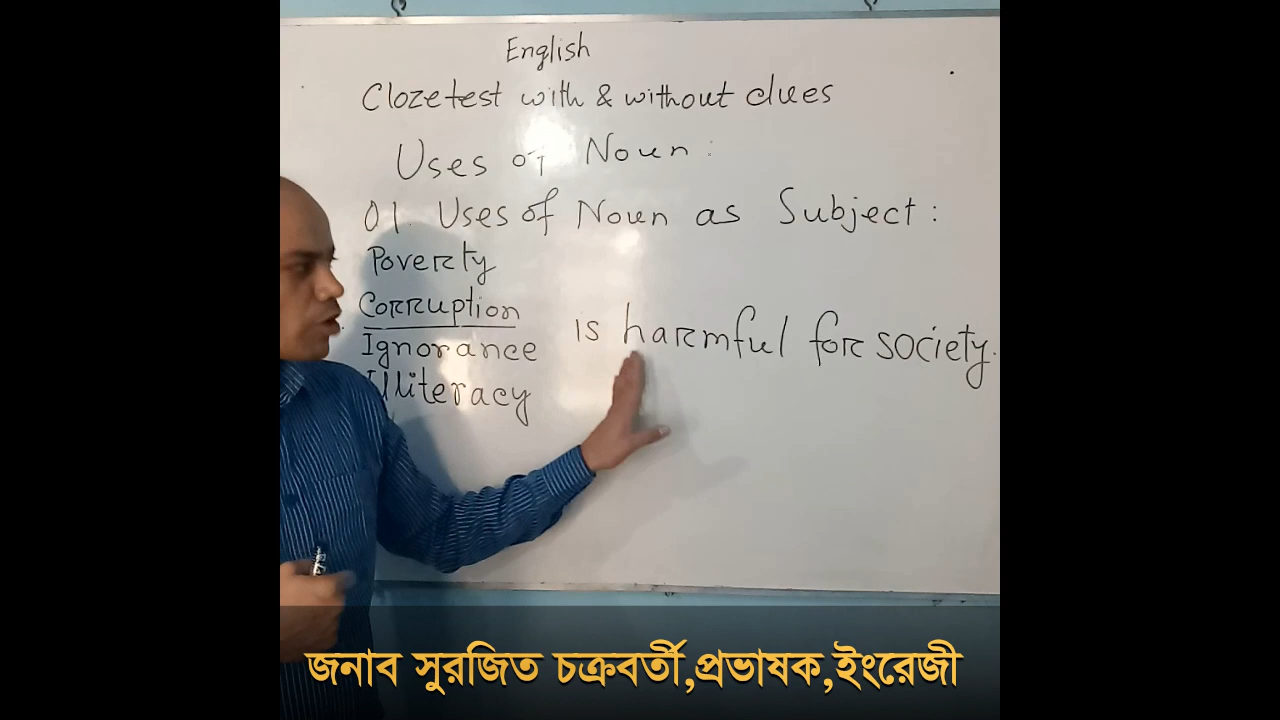 English
Clozetest with & without clues
Uses of Noun:
01. Uses of Noun as Subject:
Poverty
Corruption
Ignorance
Illiteracy
is harmful for society.
জনাব সুরজিত চক্রবর্তী,প্রভাষক,ইংরেজী